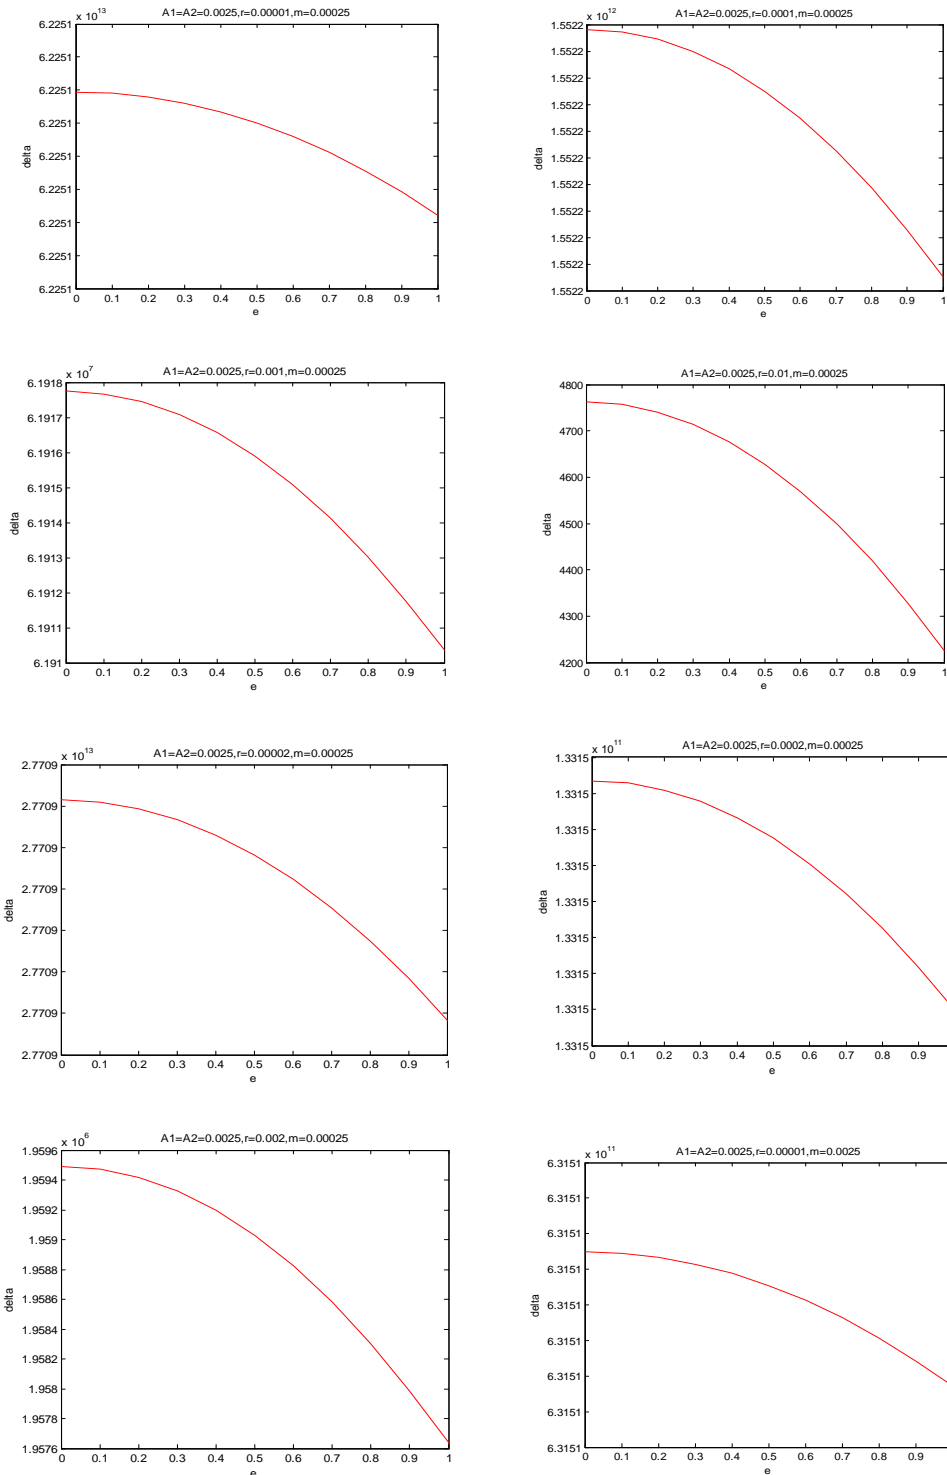 A1=A2=0.0025,r=0.00001,m=0.00025
x 10^13
6.2251
6.2251
6.2251
6.2251
6.2251
6.2251
6.2251
6.2251
6.2251
delta
0 0.1 0.2 0.3 0.4 0.5 0.6 0.7 0.8 0.9 1
e
A1=A2=0.0025,r=0.0001,m=0.00025
x 10^12
1.5522
1.5522
1.5522
1.5522
1.5522
1.5522
1.5522
1.5522
1.5522
1.5522
1.5522
delta
0 0.1 0.2 0.3 0.4 0.5 0.6 0.7 0.8 0.9 1
e
A1=A2=0.0025,r=0.001,m=0.00025
x 10^7
6.1918
6.1917
6.1916
6.1915
6.1914
6.1913
6.1912
6.1911
6.191
delta
0 0.1 0.2 0.3 0.4 0.5 0.6 0.7 0.8 0.9 1
e
A1=A2=0.0025,r=0.01,m=0.00025
4800
4700
4600
4500
4400
4300
4200
delta
0 0.1 0.2 0.3 0.4 0.5 0.6 0.7 0.8 0.9 1
e
A1=A2=0.0025,r=0.00002,m=0.00025
x 10^13
2.7709
2.7709
2.7709
2.7709
2.7709
2.7709
2.7709
2.7709
delta
0 0.1 0.2 0.3 0.4 0.5 0.6 0.7 0.8 0.9 1
e
A1=A2=0.0025,r=0.0002,m=0.00025
x 10^11
1.3315
1.3315
1.3315
1.3315
1.3315
1.3315
1.3315
1.3315
1.3315
delta
0 0.1 0.2 0.3 0.4 0.5 0.6 0.7 0.8 0.9
e
A1=A2=0.0025,r=0.002,m=0.00025
x 10^6
1.9596
1.9594
1.9592
1.959
1.9588
1.9586
1.9584
1.9582
1.958
1.9578
1.9576
delta
0 0.1 0.2 0.3 0.4 0.5 0.6 0.7 0.8 0.9 1
e
A1=A2=0.0025,r=0.00001,m=0.0025
x 10^11
6.3151
6.3151
6.3151
6.3151
6.3151
6.3151
6.3151
6.3151
6.3151
delta
0 0.1 0.2 0.3 0.4 0.5 0.6 0.7 0.8 0.9
e